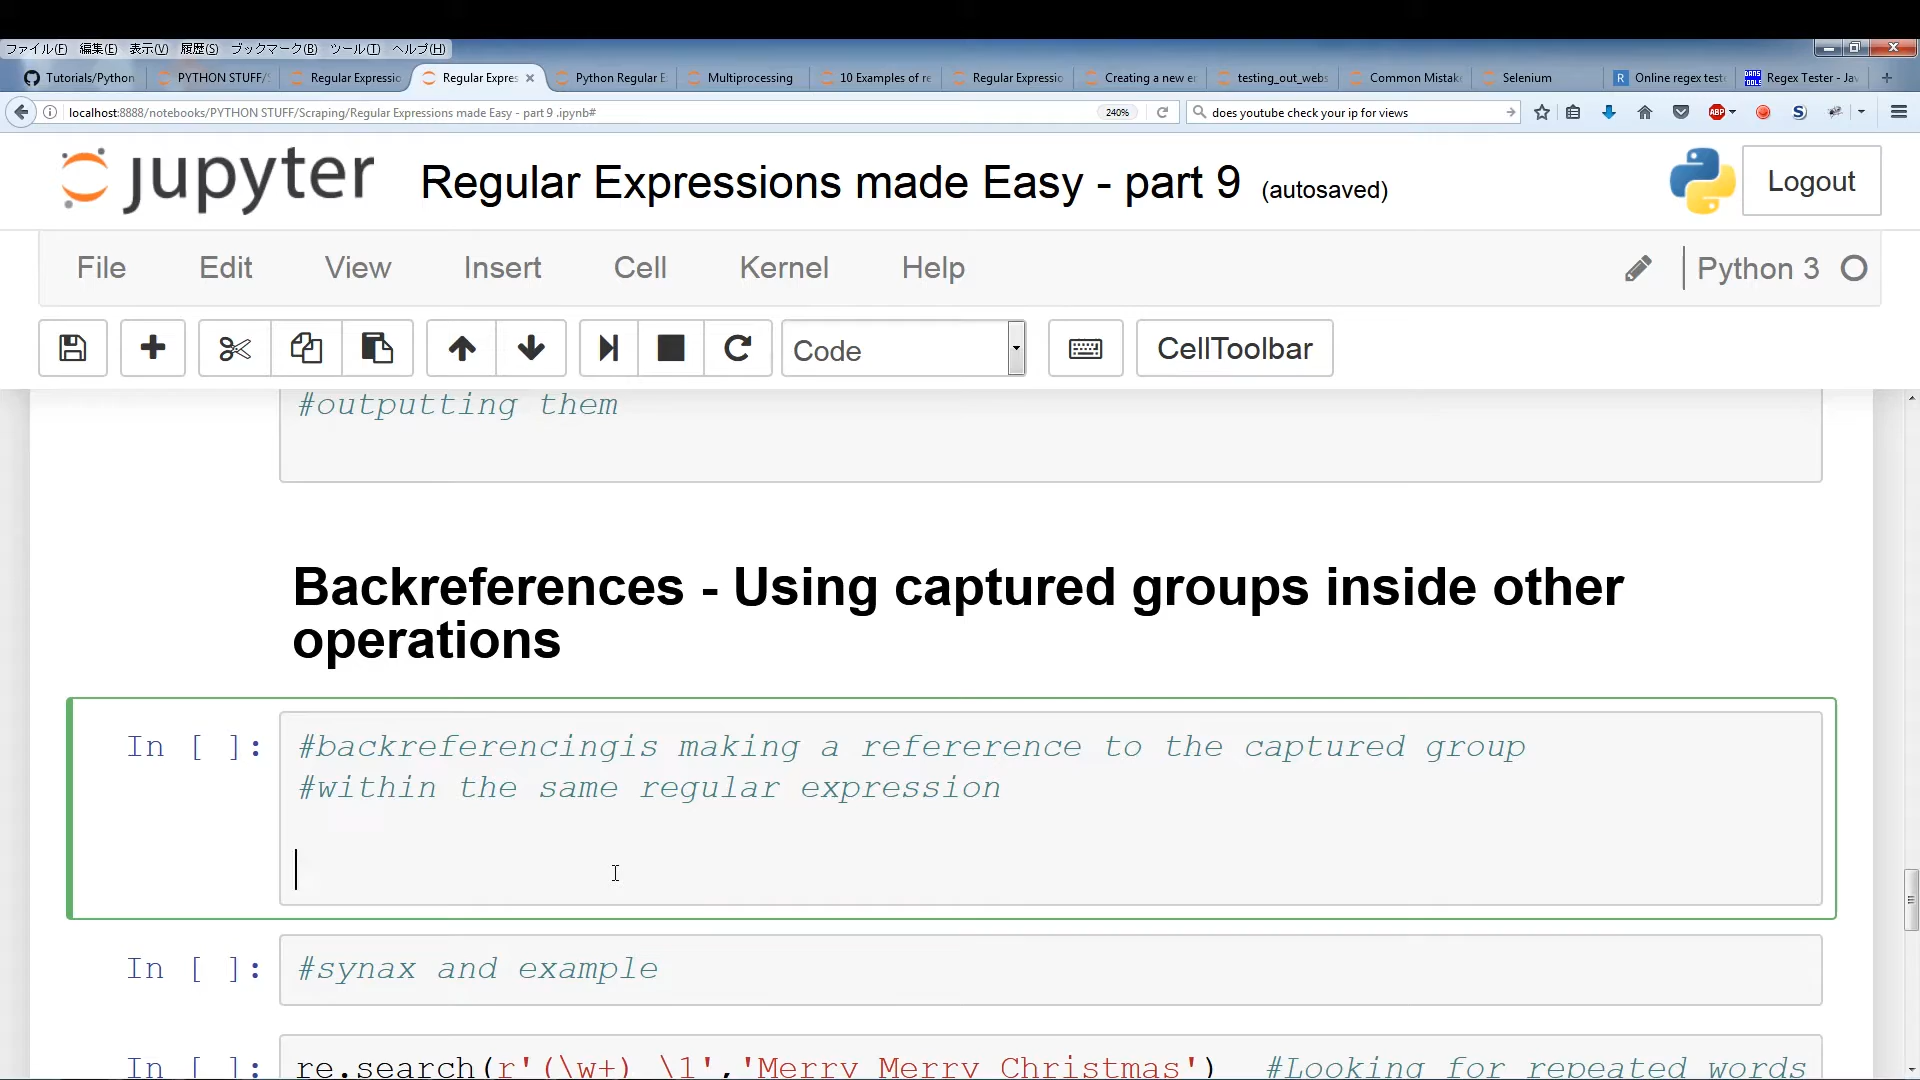 ファイル(F) 編集(E) 表示(V) 履歴(S) ブックマーク(B) ツール(T) ヘルプ(H)
Tutorials/Python PYTHON STUFF/S Regular Expressio Regular Expres Python Regular E Multiprocessing 10 Examples of re Regular Expressio Creating a new en testing_out_webs Common Mistak Selenium R Online regex test DANS TOOLS Regex Tester - Jav
localhost:8888/notebooks/PYTHON STUFF/Scraping/Regular Expressions made Easy - part 9 .ipynb# 240% does youtube check your ip for views ABP S
jupyter Regular Expressions made Easy - part 9 (autosaved) Logout
File Edit View Insert Cell Kernel Help Python 3
Code CellToolbar
#outputting them
Backreferences - Using captured groups inside other
operations
In [ ]: #backreferencingis making a refererence to the captured group
#within the same regular expression
In [ ]: #synax and example
In [ ]: re.search(r'(\w+) \1','Merry Merry Christmas') #Looking for repeated words